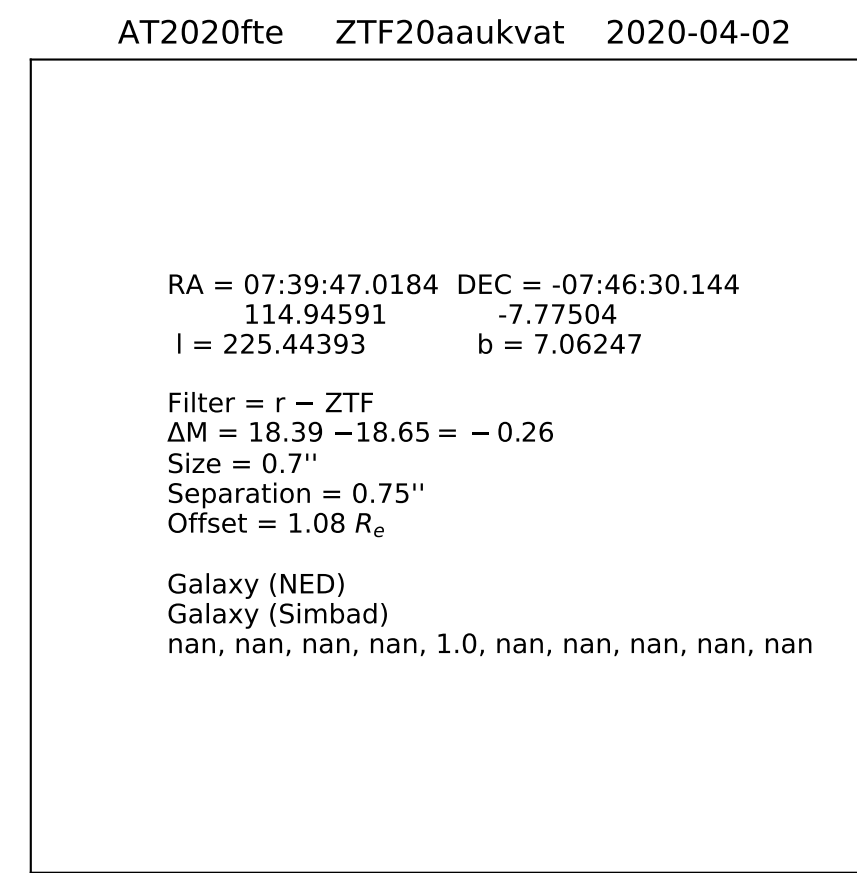 AT2020fte ZTF20aaukvat 2020-04-02
RA = 07:39:47.0184 DEC = -07:46:30.144
114.94591 -7.77504
l = 225.44393 b = 7.06247
Filter = r − ZTF
ΔM = 18.39 −18.65 = − 0.26
Size = 0.7''
Separation = 0.75''
Offset = 1.08 Rₑ
Galaxy (NED)
Galaxy (Simbad)
nan, nan, nan, nan, 1.0, nan, nan, nan, nan, nan